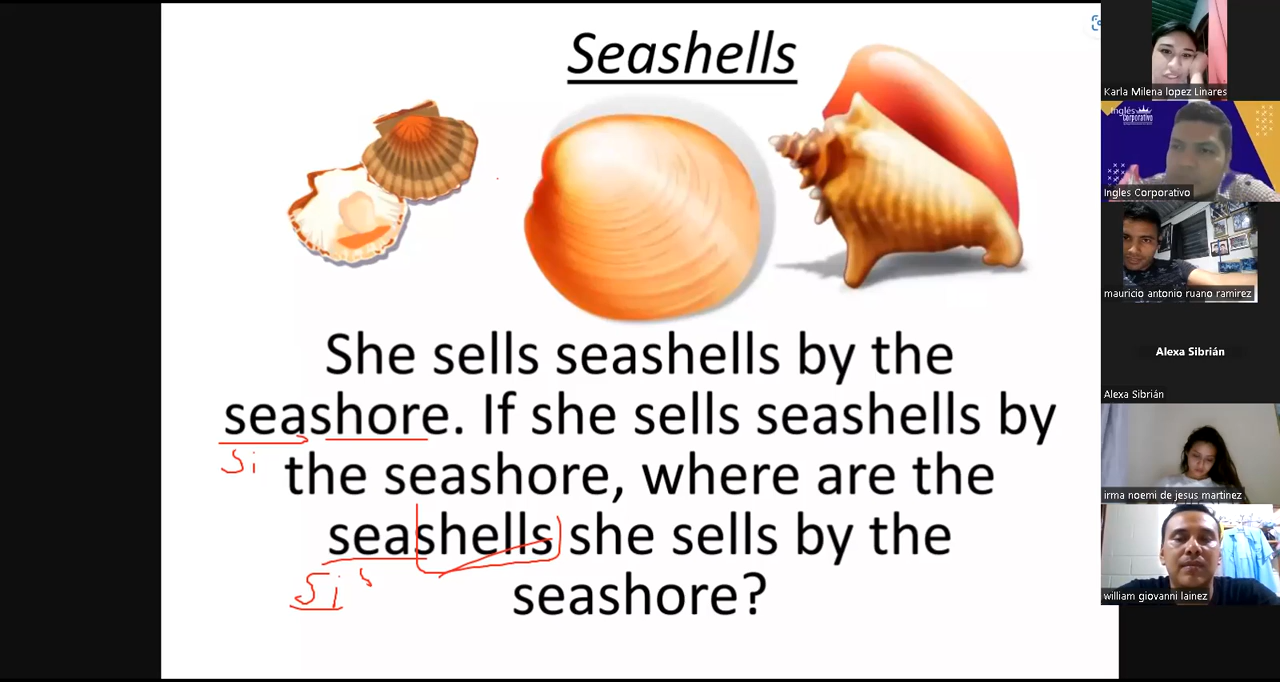 Seashells
She sells seashells by the
seashore. If she sells seashells by
Si
the seashore, where are the
seashells she sells by the
Si
seashore?
Karla Milena lopez Linares
Inglés
Corporativo
Ingles Corporativo
mauricio antonio ruano ramirez
Alexa Sibrián
Alexa Sibrián
irma noemi de jesus martinez
william giovanni lainez